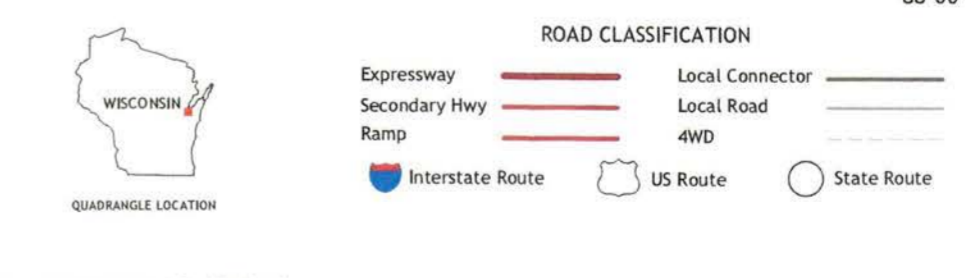 ROAD CLASSIFICATION
Expressway
Secondary Hwy
Ramp
Local Connector
Local Road
4WD
Interstate Route
US Route
State Route
WISCONSIN
QUADRANGLE LOCATION